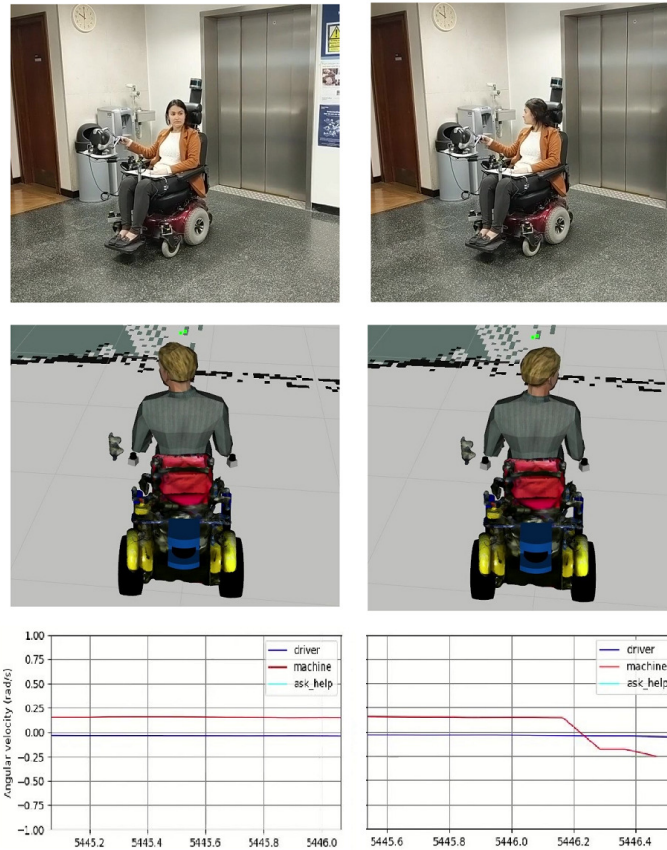 1.00
0.75
0.50
0.25
0.00
−0.25
−0.50
−0.75
−1.00
Angular velocity (rad/s)
driver
machine
ask_help
5445.2 5445.4 5445.6 5445.8 5446.0
driver
machine
ask_help
5445.6 5445.8 5446.0 5446.2 5446.4